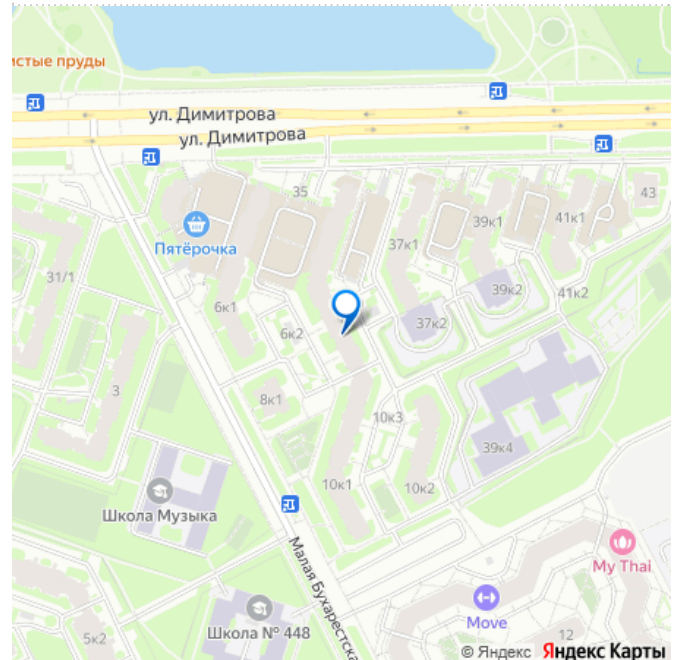 истые пруды
ул. Димитрова
ул. Димитрова
35
43
39к1
41к1
37к1
Пятёрочка
31/1
39к2
41к2
6к1
6к2
37к2
3
8к1
10к3
39к4
10к1
10к2
Школа Музыка
Малая Бухарестска
My Thai
Move
Школа № 448
5к2
12
© Яндекс Яндекс Карты